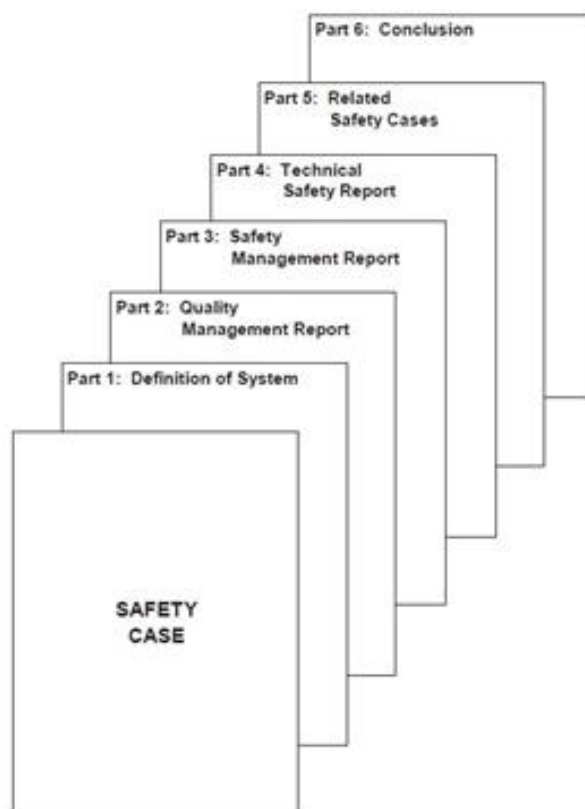 Part 6: Conclusion
Part 5: Related
Safety Cases
Part 4: Technical
Safety Report
Part 3: Safety
Management Report
Part 2: Quality
Management Report
Part 1: Definition of System
SAFETY
CASE